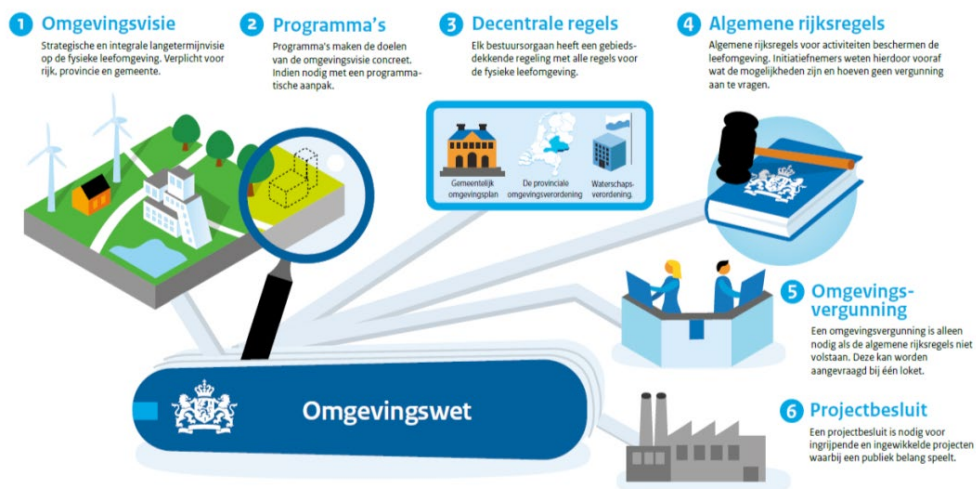 1 Omgevingsvisie
Strategische en integrale langetermijnvisie
op de fysieke leefomgeving. Verplicht voor
rijk, provincie en gemeente.
2 Programma's
Programma's maken de doelen
van de omgevingsvisie concreet.
Indien nodig met een programma-
tische aanpak.
3 Decentrale regels
Elk bestuursorgaan heeft een gebieds-
dekkende regeling met alle regels voor
de fysieke leefomgeving.
Gemeentelijk
omgevingsplan
De provinciale
omgevingsverordening
Waterschaps-
verordening.
4 Algemene rijksregels
Algemene rijksregels voor activiteiten beschermen de
leefomgeving. Initiatiefnemers weten hierdoor vooraf
wat de mogelijkheden zijn en hoeven geen vergunning
aan te vragen.
5 Omgevings-
vergunning
Een omgevingsvergunning is alleen
nodig als de algemene rijksregels niet
volstaan. Deze kan worden
aangevraagd bij één loket.
6 Projectbesluit
Een projectbesluit is nodig voor
ingrijpende en ingewikkelde projecten
waarbij een publiek belang speelt.
Omgevingswet